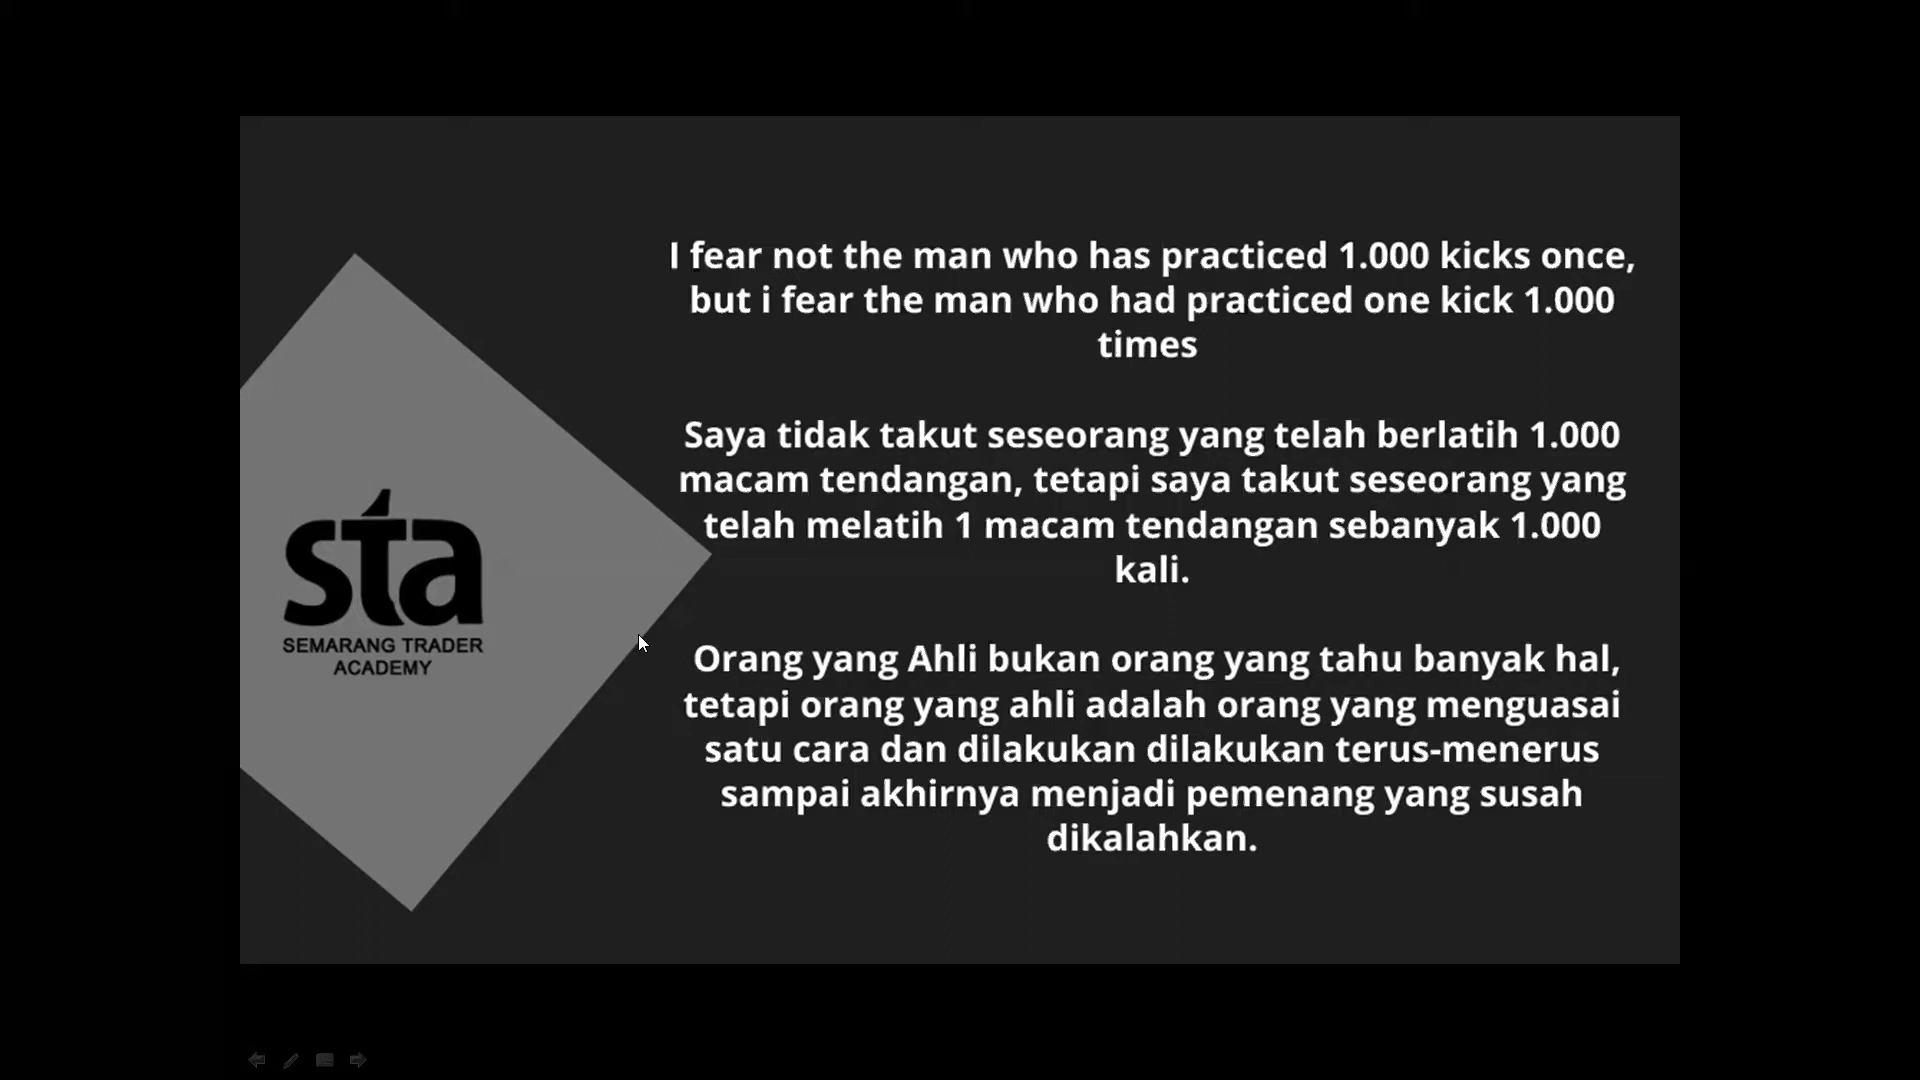 I fear not the man who has practiced 1.000 kicks once,
but i fear the man who had practiced one kick 1.000
times
Saya tidak takut seseorang yang telah berlatih 1.000
macam tendangan, tetapi saya takut seseorang yang
telah melatih 1 macam tendangan sebanyak 1.000
kali.
Orang yang Ahli bukan orang yang tahu banyak hal,
tetapi orang yang ahli adalah orang yang menguasai
satu cara dan dilakukan dilakukan terus-menerus
sampai akhirnya menjadi pemenang yang susah
dikalahkan.
sta
SEMARANG TRADER
ACADEMY